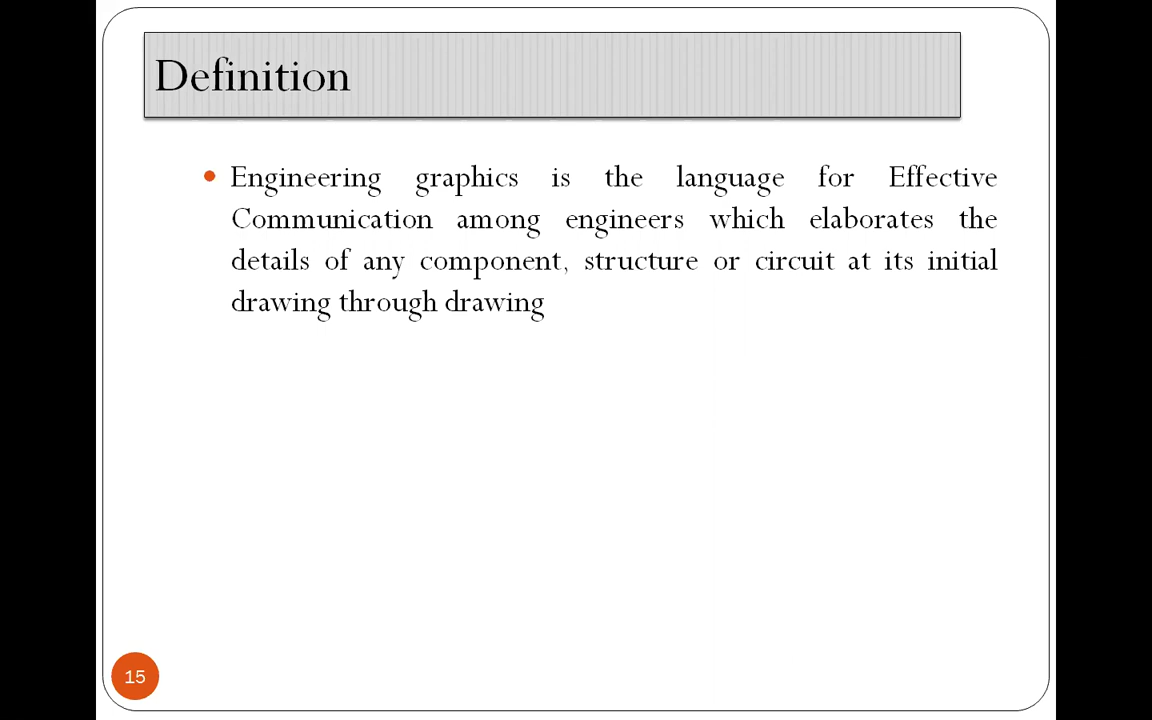 Definition
Engineering graphics is the language for Effective
Communication among engineers which elaborates the
details of any component, structure or circuit at its initial
drawing through drawing
15